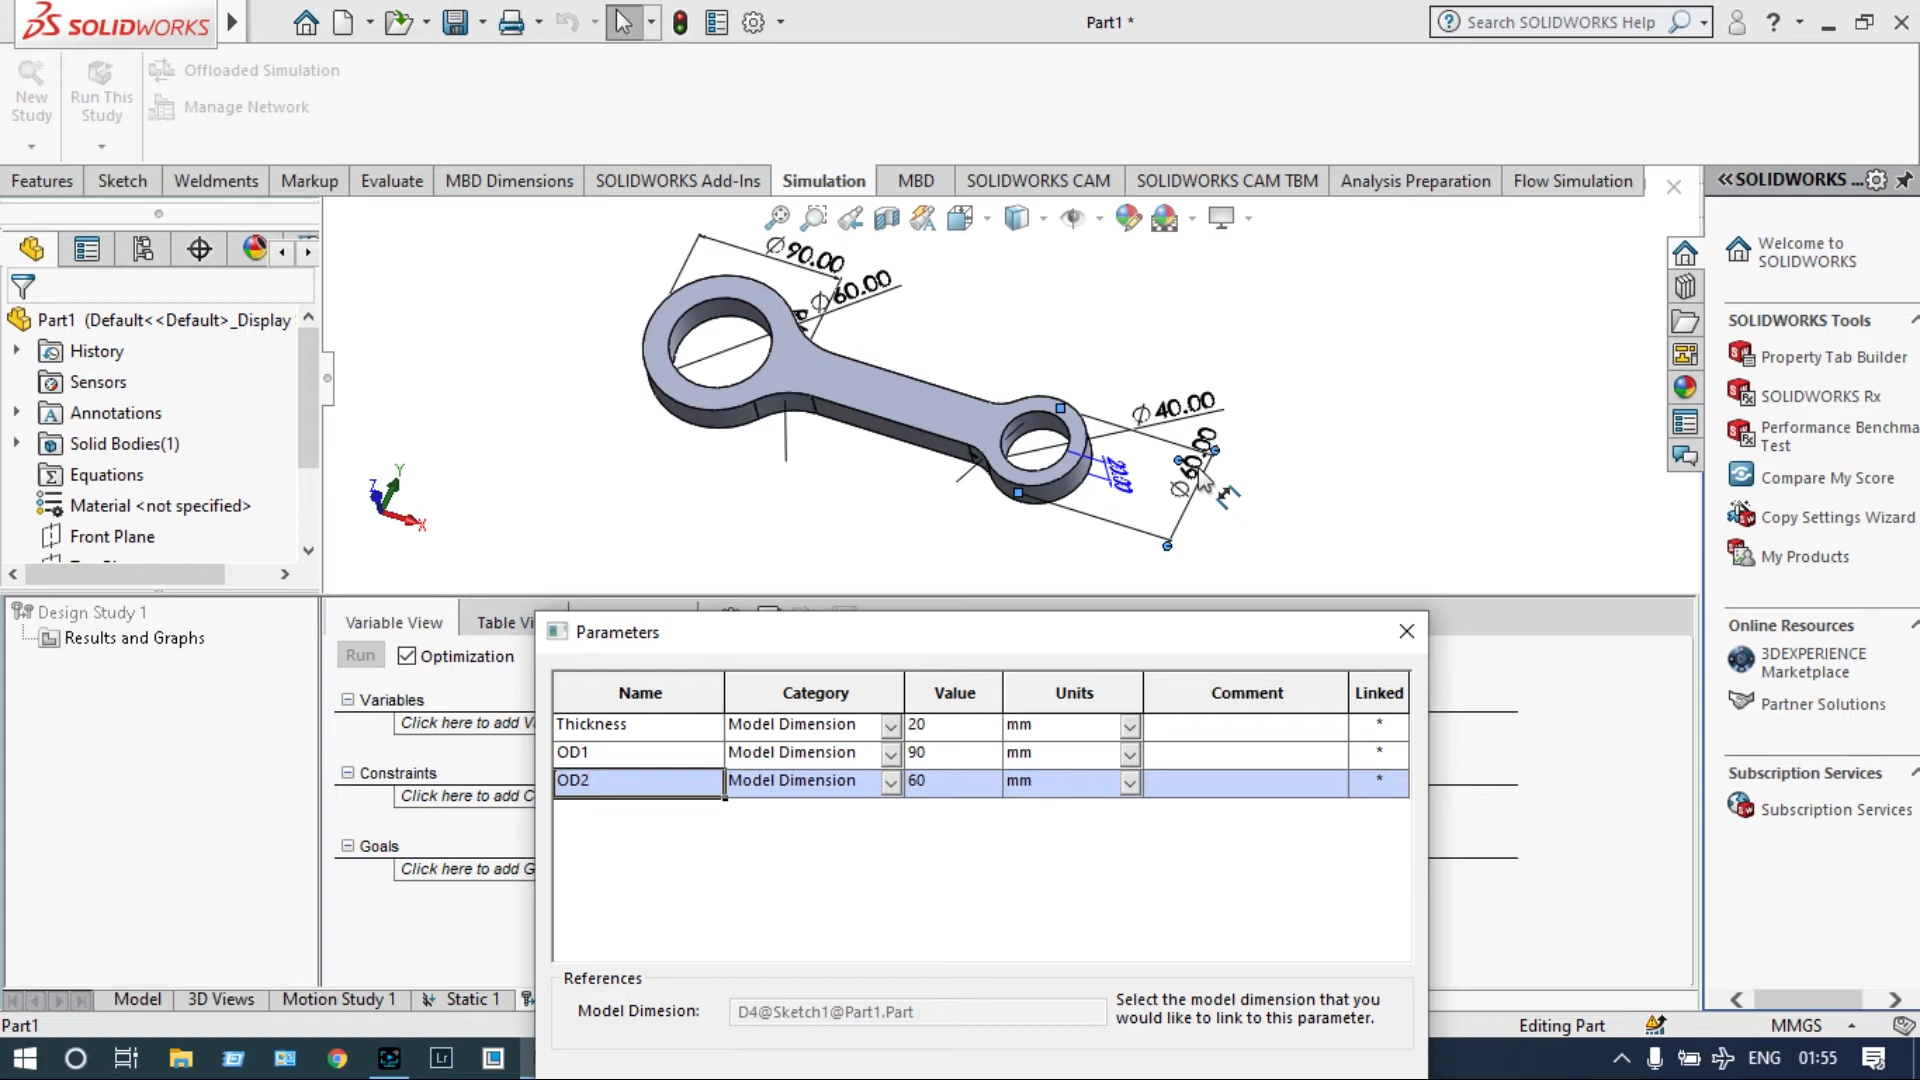 SOLIDWORKS
Part1 *
Search SOLIDWORKS Help
New Study
Run This Study
Offloaded Simulation
Manage Network
Features
Sketch
Weldments
Markup
Evaluate
MBD Dimensions
SOLIDWORKS Add-Ins
Simulation
MBD
SOLIDWORKS CAM
SOLIDWORKS CAM TBM
Analysis Preparation
Flow Simulation
SOLIDWORKS ...
Part1 (Default<<Default>_Display
History
Sensors
Annotations
Solid Bodies(1)
Equations
Material <not specified>
Front Plane
Ø90.00
Ø60.00
Ø40.00
20.00
Ø60.00
Y
Z
X
Welcome to
SOLIDWORKS
SOLIDWORKS Tools
Property Tab Builder
SOLIDWORKS Rx
Performance Benchma
Test
Compare My Score
Copy Settings Wizard
My Products
Online Resources
3DEXPERIENCE
Marketplace
Partner Solutions
Subscription Services
Subscription Services
Design Study 1
Results and Graphs
Variable View
Table Vi
Run
Optimization
Variables
Click here to add V
Constraints
Click here to add C
Goals
Click here to add G
Parameters
Name Category Value Units Comment Linked
Thickness Model Dimension 20 mm *
OD1 Model Dimension 90 mm *
OD2 Model Dimension 60 mm *
References
Model Dimesion:
D4@Sketch1@Part1.Part
Select the model dimension that you
would like to link to this parameter.
Model
3D Views
Motion Study 1
Static 1
Part1
Editing Part
MMGS
Lr
ENG
01:55